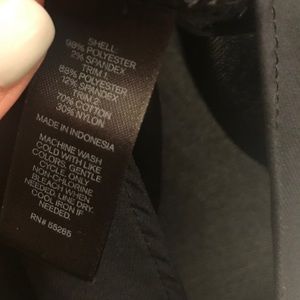 SHELL:
98% POLYESTER
2% SPANDEX
TRIM 1:
88% POLYESTER
12% SPANDEX
TRIM 2:
70% COTTON
30% NYLON
MADE IN INDONESIA
MACHINE WASH
COLD WITH LIKE
COLORS, GENTLE
CYCLE. ONLY
NON-CHLORINE
BLEACH WHEN
NEEDED. LINE DRY.
COOL IRON IF
NEEDED.
RN# 55285